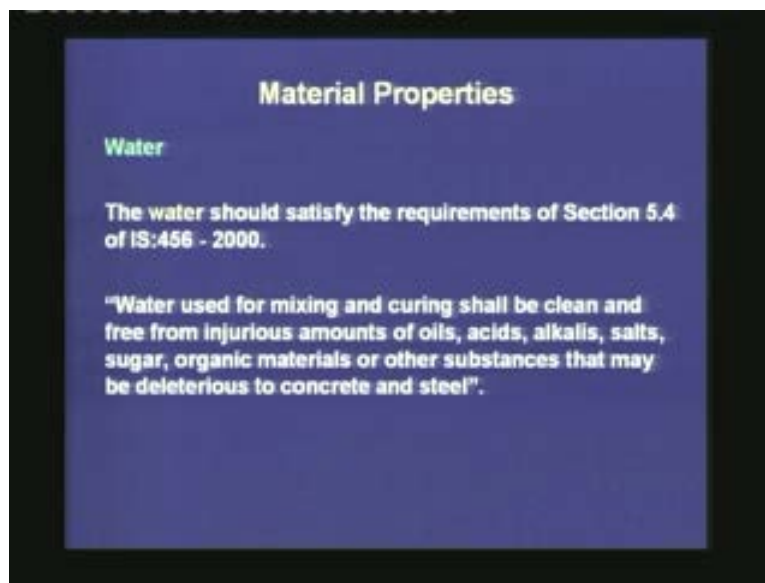 Material Properties
Water
The water should satisfy the requirements of Section 5.4
of IS:456 - 2000.
“Water used for mixing and curing shall be clean and
free from injurious amounts of oils, acids, alkalis, salts,
sugar, organic materials or other substances that may
be deleterious to concrete and steel”.